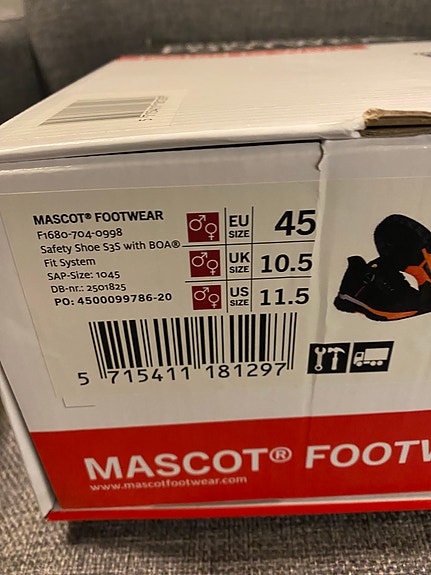 MASCOT® FOOTWEAR
F1680-704-0998
Safety Shoe S3S with BOA®
Fit System
SAP-Size: 1045
DB-nr.: 2501825
PO: 4500099786-20
EU SIZE 45
UK SIZE 10.5
US SIZE 11.5
5 715411 181297
MASCOT® FOOTW
www.mascotfootwear.com